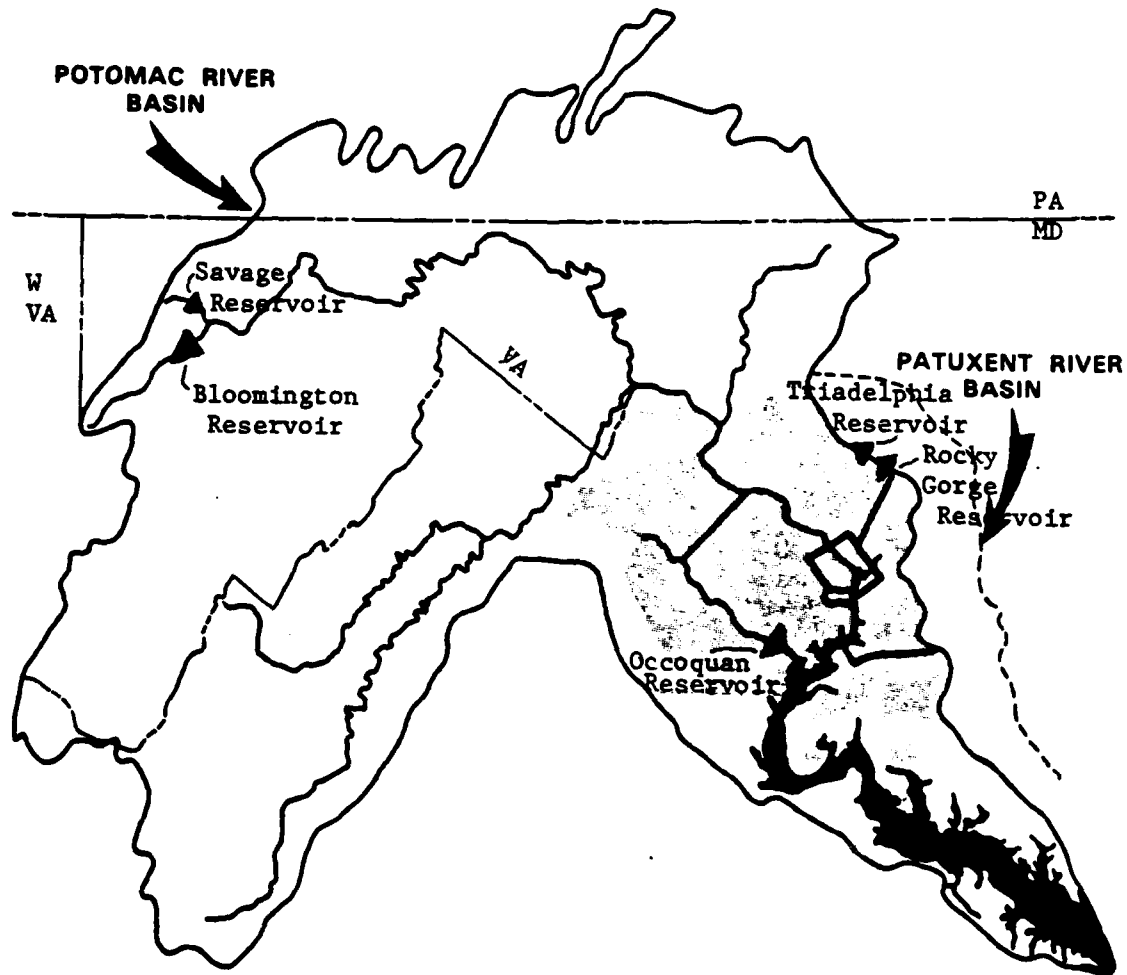 POTOMAC RIVER
BASIN
PA
MD
W
VA
Savage
Reservoir
Bloomington
Reservoir
VA
PATUXENT RIVER
BASIN
Triadelphia
Reservoir
Rocky
Gorge
Reservoir
Occoquan
Reservoir